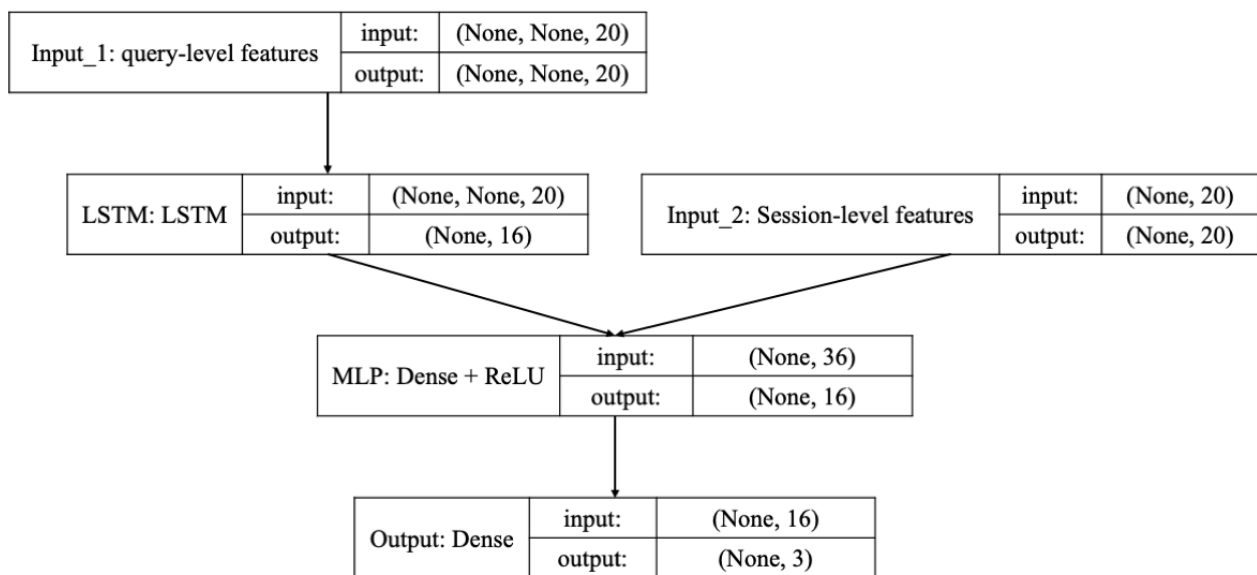 Input_1: query-level features
input:
(None, None, 20)
output:
(None, None, 20)
LSTM: LSTM
input:
(None, None, 20)
output:
(None, 16)
Input_2: Session-level features
input:
(None, 20)
output:
(None, 20)
MLP: Dense + ReLU
input:
(None, 36)
output:
(None, 16)
Output: Dense
input:
(None, 16)
output:
(None, 3)